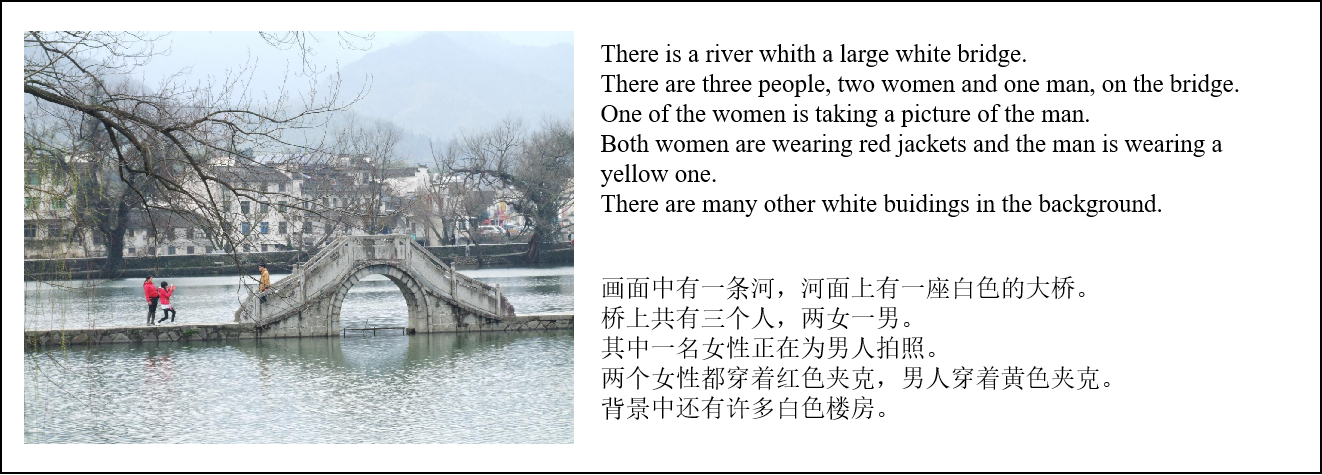 There is a river whith a large white bridge.
There are three people, two women and one man, on the bridge.
One of the women is taking a picture of the man.
Both women are wearing red jackets and the man is wearing a
yellow one.
There are many other white buidings in the background.
画面中有一条河，河面上有一座白色的大桥。
桥上共有三个人，两女一男。
其中一名女性正在为男人拍照。
两个女性都穿着红色夹克，男人穿着黄色夹克。
背景中还有许多白色楼房。